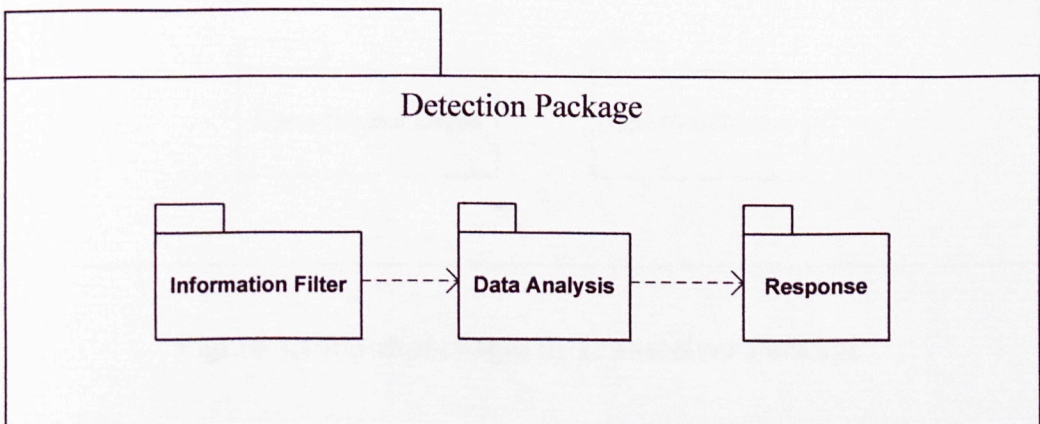 Detection Package
Information Filter
Data Analysis
Response